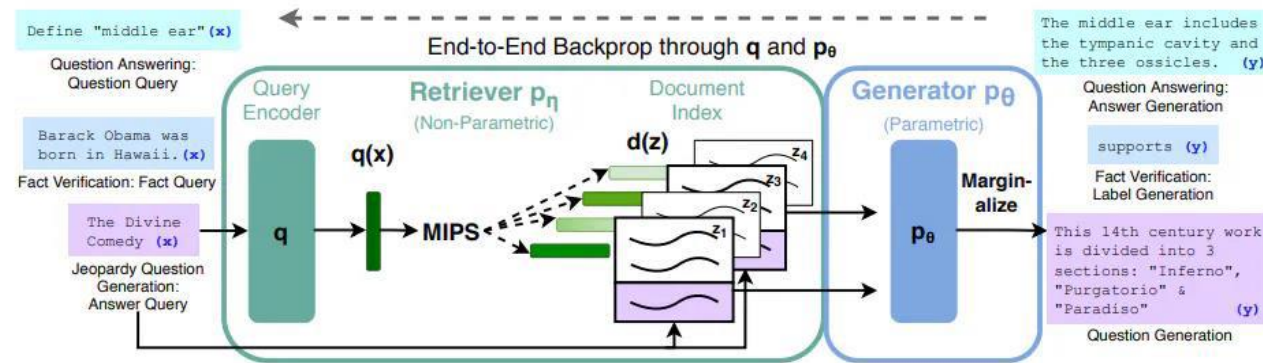 End-to-End Backprop through q and pθ
Define "middle ear"(x)
Question Answering:
Question Query
Barack Obama was
born in Hawaii.(x)
Fact Verification: Fact Query
The Divine
Comedy (x)
Jeopardy Question
Generation:
Answer Query
Query
Encoder
q
Retriever pη
(Non-Parametric)
q(x)
MIPS
Document
Index
d(z)
z4
z3
z2
z1
Generator pθ
(Parametric)
pθ
Margin-
alize
The middle ear includes
the tympanic cavity and
the three ossicles. (y)
Question Answering:
Answer Generation
supports (y)
Fact Verification:
Label Generation
This 14th century work
is divided into 3
sections: "Inferno",
"Purgatorio" &
"Paradiso" (y)
Question Generation